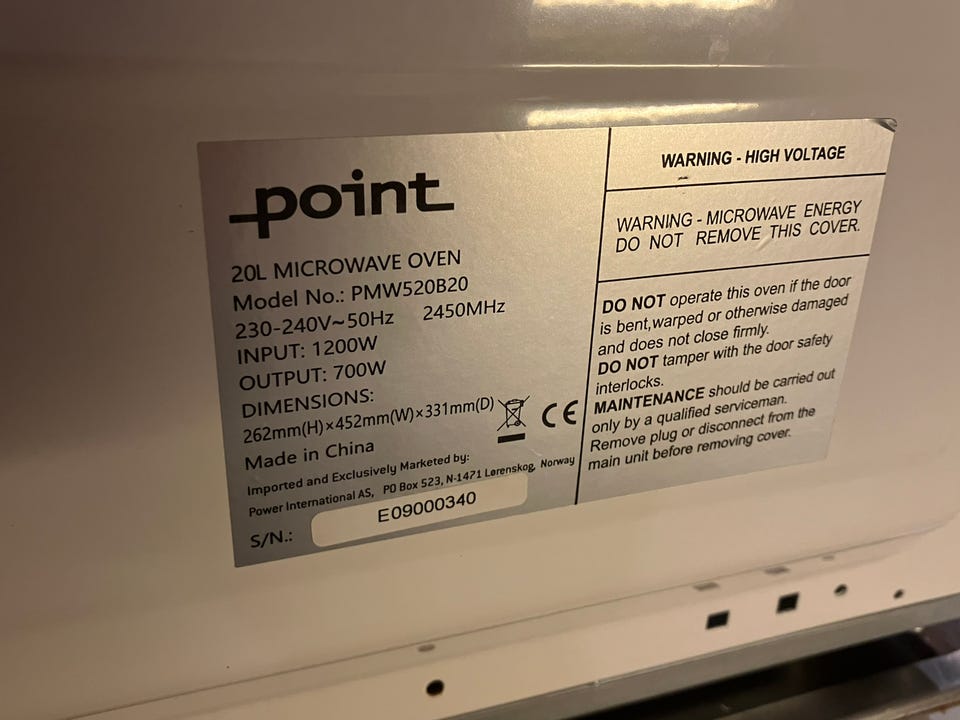 point
20L MICROWAVE OVEN
Model No.: PMW520B20
230-240V~50Hz 2450MHz
INPUT: 1200W
OUTPUT: 700W
DIMENSIONS:
262mm(H)×452mm(W)×331mm(D)
CE
Made in China
Imported and Exclusively Marketed by:
Power International AS, PO Box 523, N-1471 Lørenskog, Norway
S/N.: E09000340
WARNING - HIGH VOLTAGE
WARNING - MICROWAVE ENERGY
DO NOT REMOVE THIS COVER.
DO NOT operate this oven if the door
is bent,warped or otherwise damaged
and does not close firmly.
DO NOT tamper with the door safety
interlocks.
MAINTENANCE should be carried out
only by a qualified serviceman.
Remove plug or disconnect from the
main unit before removing cover.